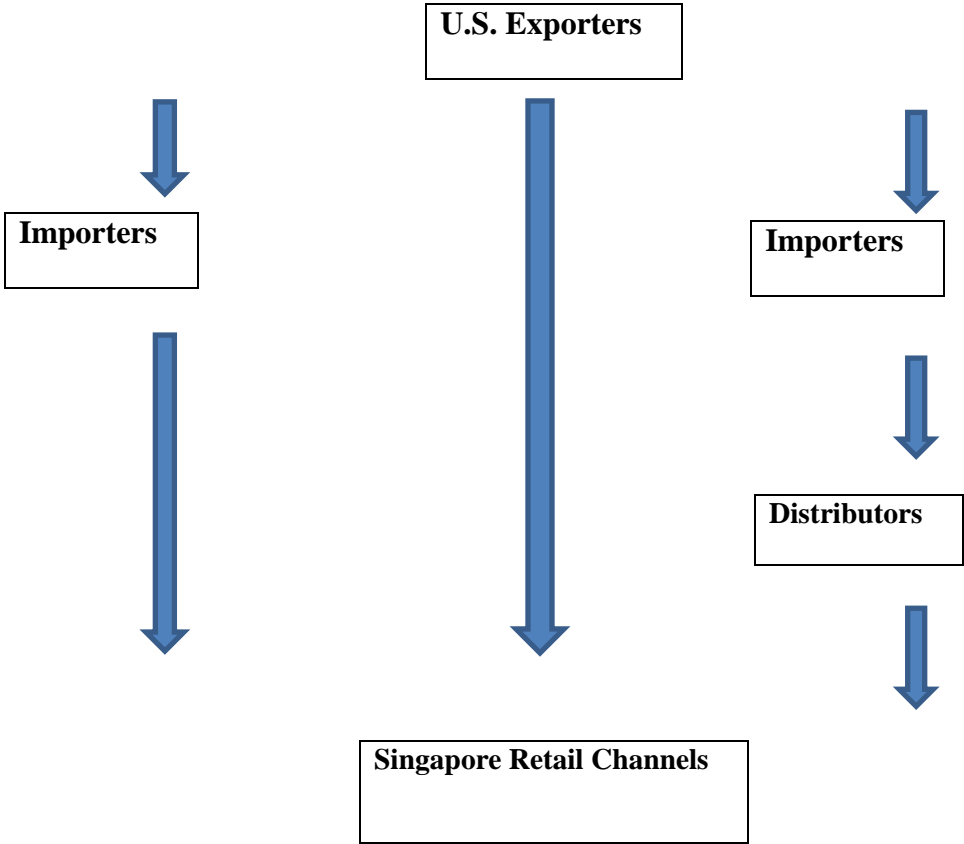 U.S. Exporters
Importers
Importers
Distributors
Singapore Retail Channels